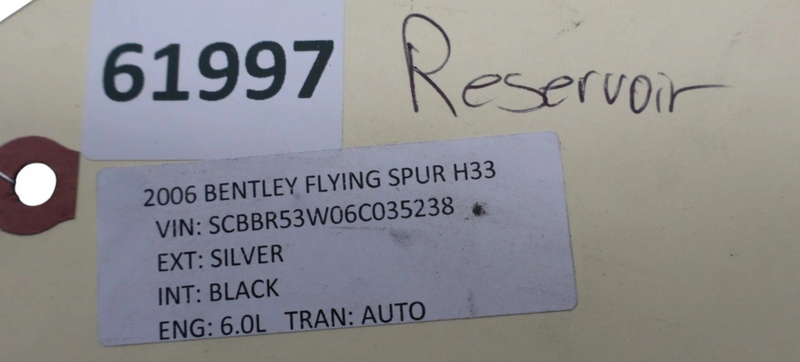 61997
Reservoir
2006 BENTLEY FLYING SPUR H33
VIN: SCBBR53W06C035238
EXT: SILVER
INT: BLACK
ENG: 6.0L TRAN: AUTO